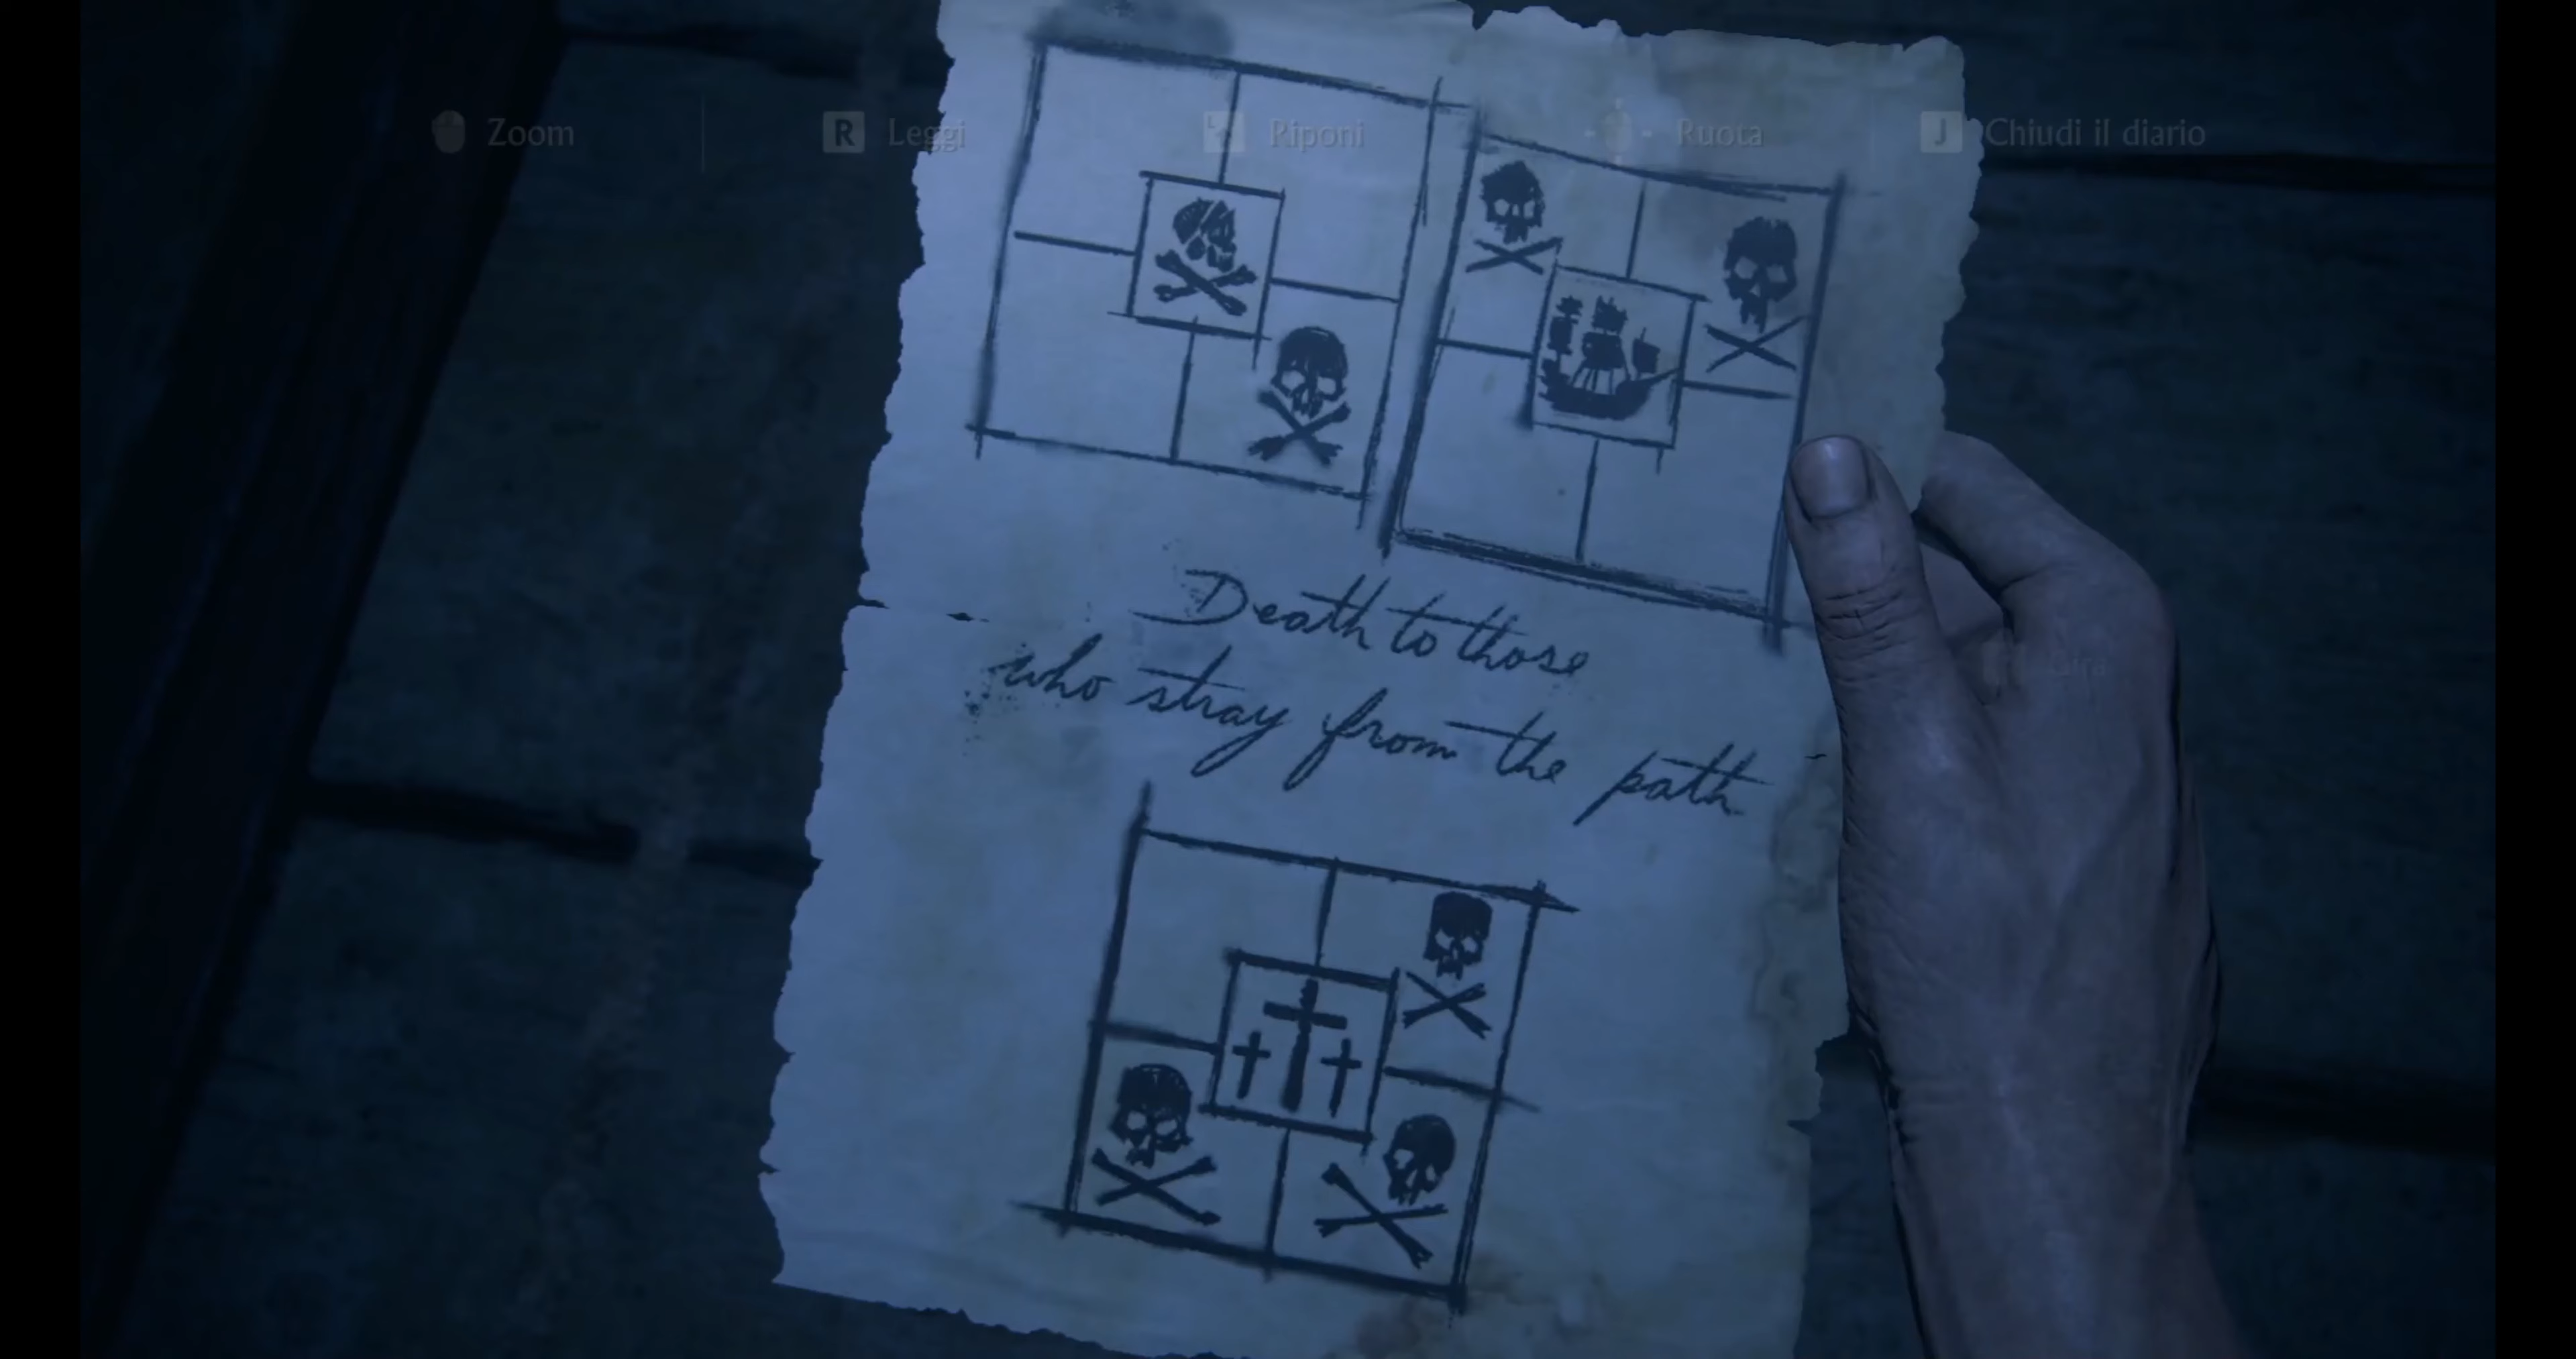 Zoom
R Leggi
Riponi
Ruota
J Chiudi il diario
Death to those
who stray from the path